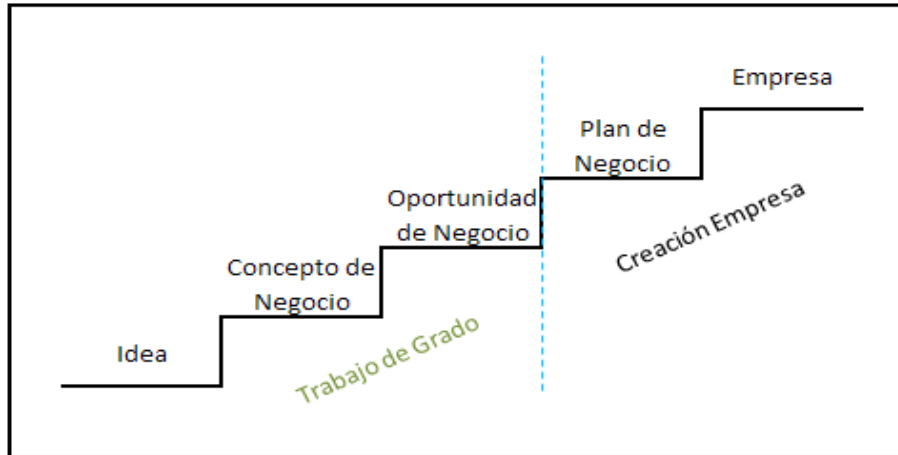 Empresa
Plan de
Negocio
Oportunidad
de Negocio
Creación Empresa
Concepto de
Negocio
Idea
Trabajo de Grado